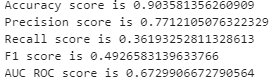 Accuracy score is 0.903581356260909
Precision score is 0.7712105076322329
Recall score is 0.36193252811328613
F1 score is 0.4926583139633766
AUC ROC score is 0.6729906672790564